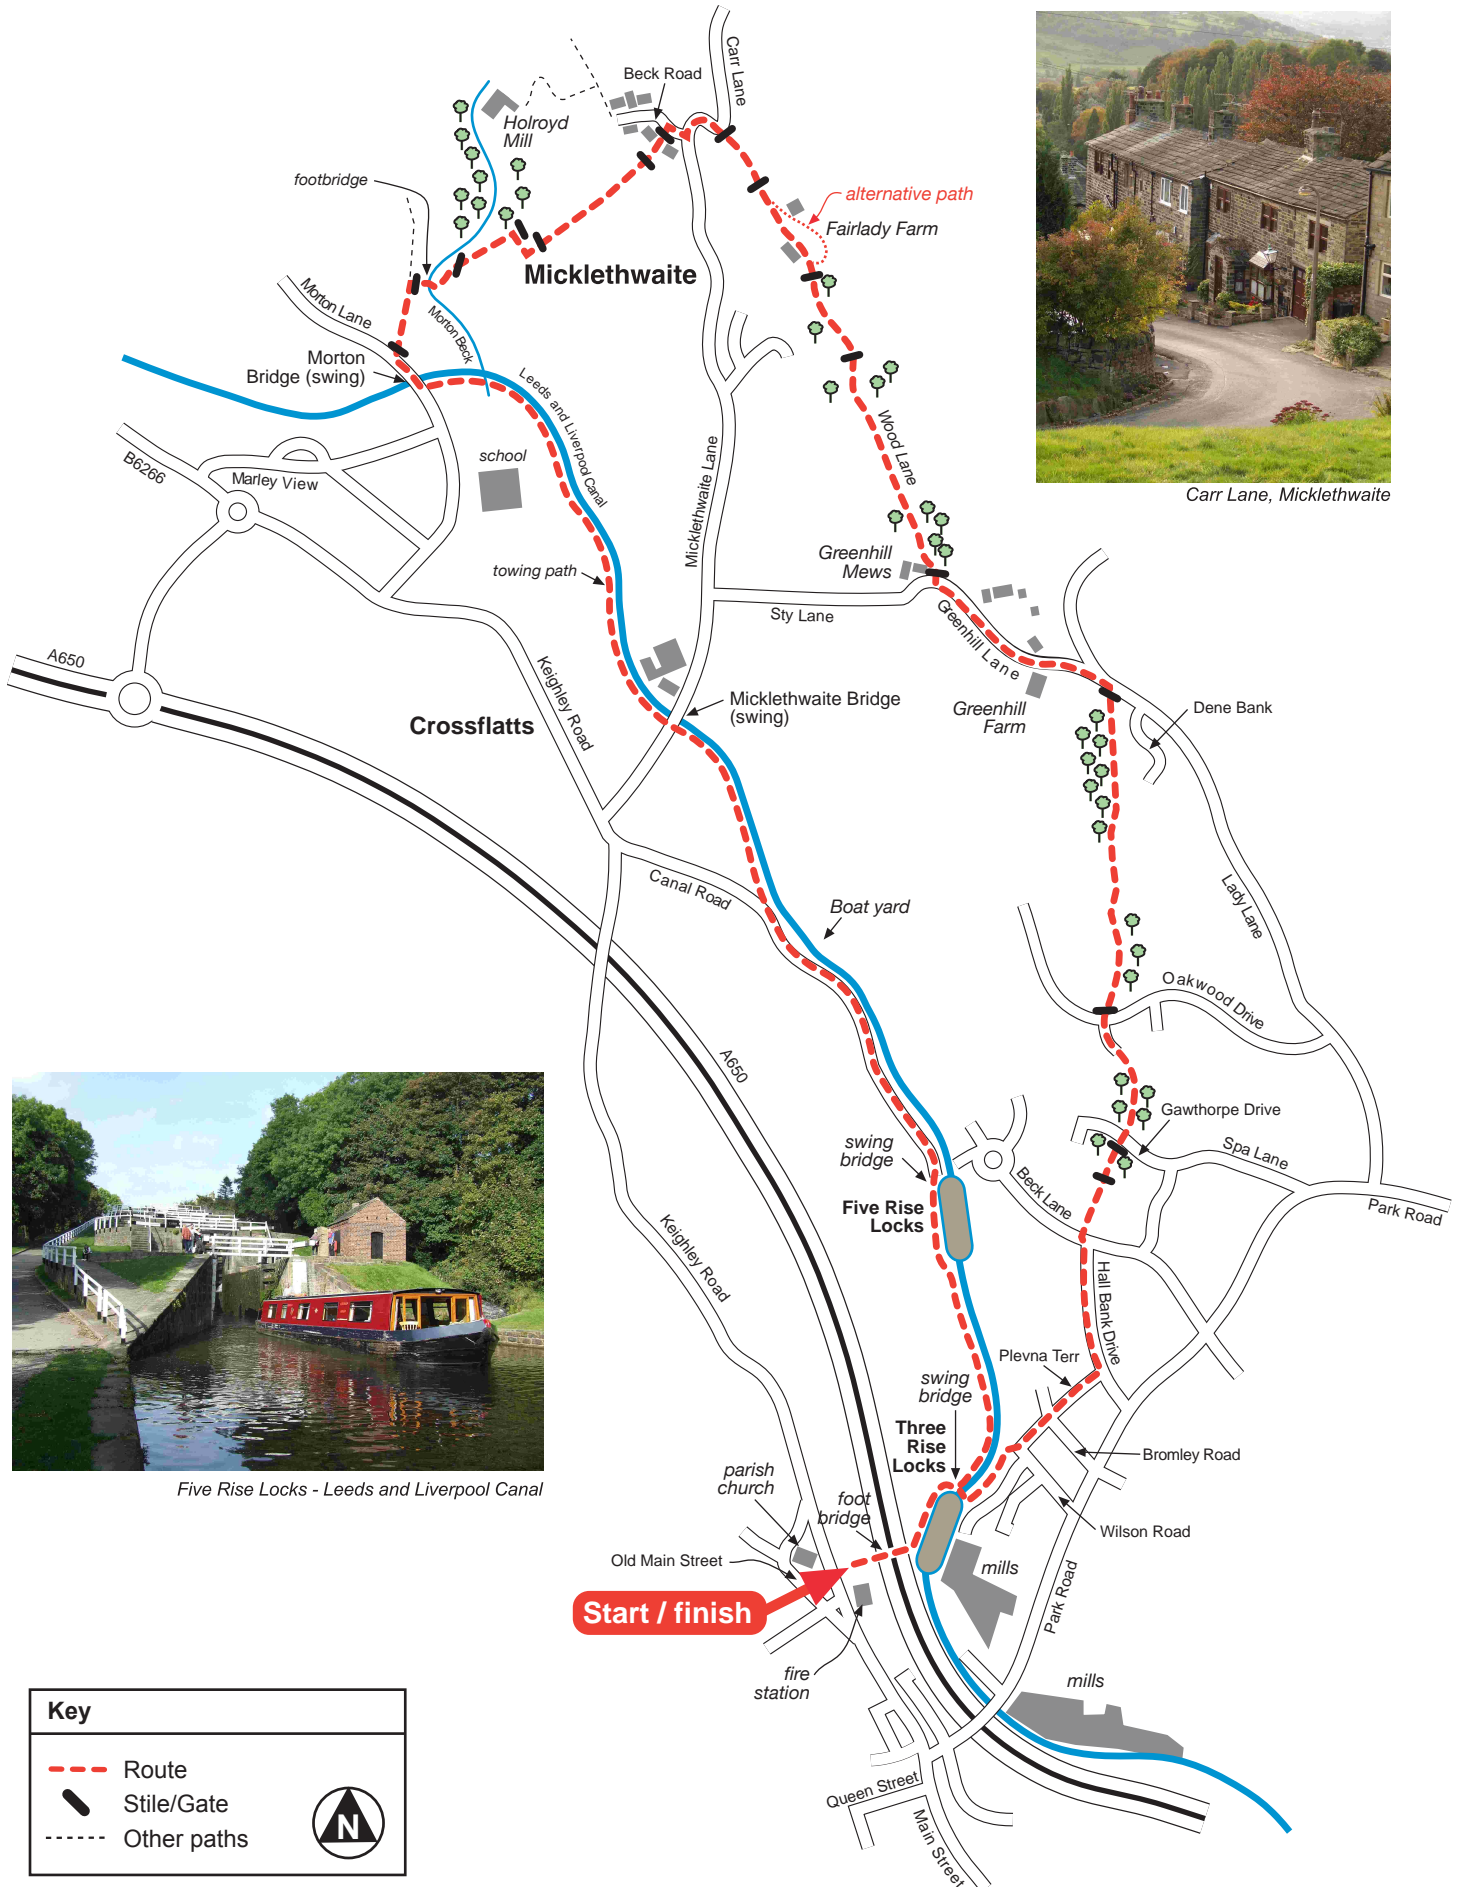 Beck Road
Carr Lane
Holroyd
Mill
footbridge
alternative path
Fairlady Farm
Micklethwaite
Morton Lane
Morton Beck
Morton
Bridge (swing)
Leeds and Liverpool Canal
Carr Lane, Micklethwaite
B6266
Marley View
school
Wood Lane
Micklethwaite Lane
towing path
Greenhill
Mews
Sty Lane
Greenhill Lane
A650
Keighley Road
Crossflatts
Micklethwaite Bridge
(swing)
Greenhill
Farm
Dene Bank
Canal Road
Boat yard
Lady Lane
Oakwood Drive
A650
Gawthorpe Drive
swing
bridge
Spa Lane
Beck Lane
Park Road
Five Rise
Locks
Keighley Road
Hall Bank Drive
Plevna Terr
swing
bridge
Three
Rise
Locks
Bromley Road
Five Rise Locks - Leeds and Liverpool Canal
parish
church
foot
bridge
Wilson Road
Old Main Street
mills
Start / finish
Park Road
fire
station
mills
Queen Street
Main Street
Key
Route
Stile/Gate
Other paths
N